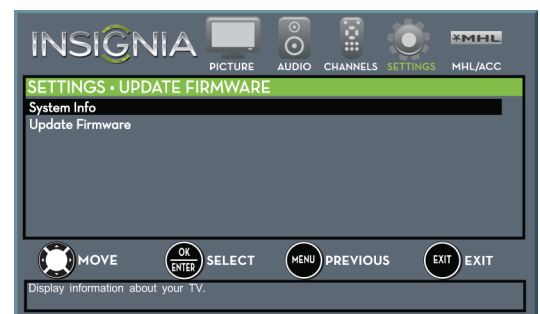 INSIGNIA
PICTURE AUDIO CHANNELS SETTINGS MHL MHL/ACC
SETTINGS • UPDATE FIRMWARE
System Info
Update Firmware
MOVE OK ENTER SELECT MENU PREVIOUS EXIT EXIT
Display information about your TV.